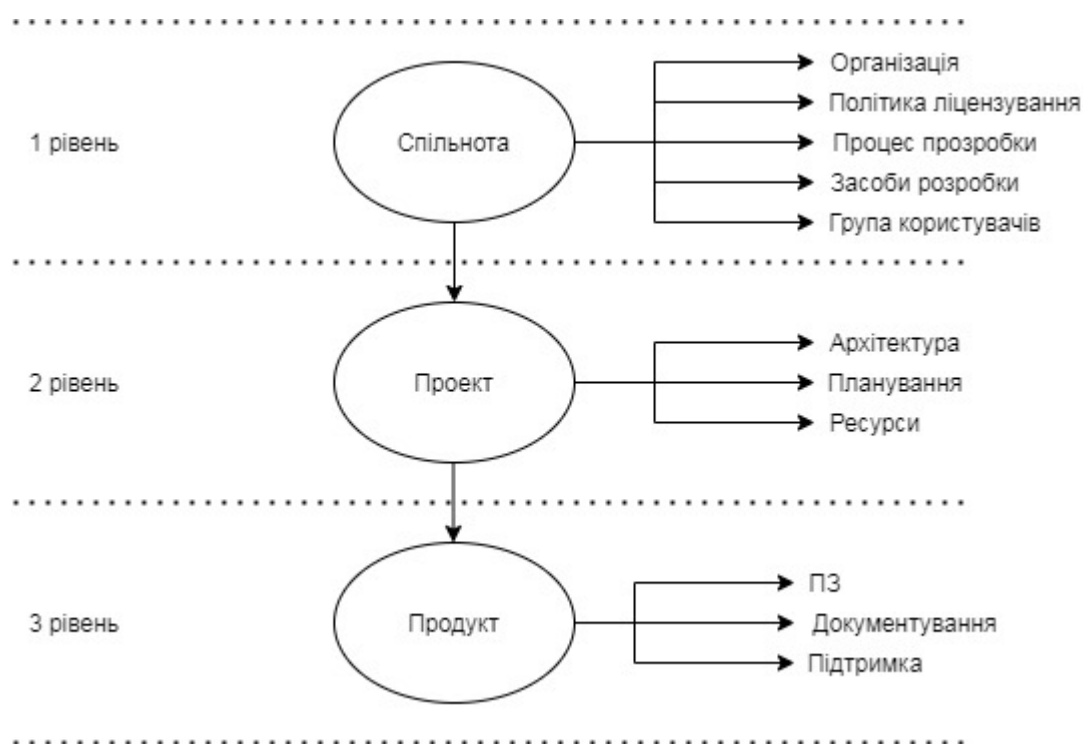 Організація
Політика ліцензування
1 рівень
Спільнота
Процес прозробки
Засоби розробки
Група користувачів
Архітектура
2 рівень
Проект
Планування
Ресурси
ПЗ
3 рівень
Продукт
Документування
Підтримка